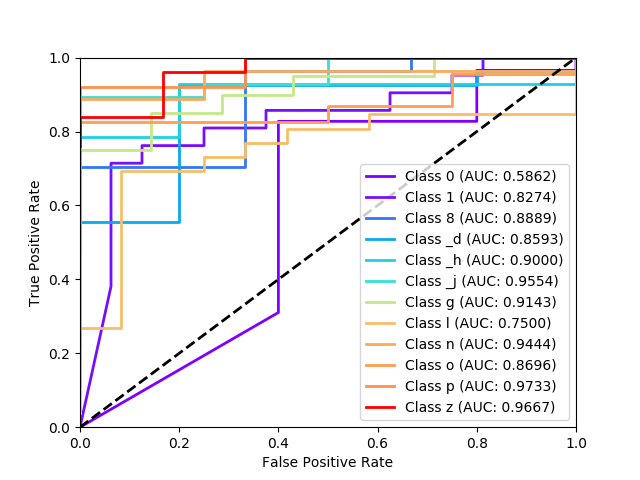 1.0
0.8
0.6
0.4
0.2
0.0
True Positive Rate
Class 0 (AUC: 0.5862)
Class 1 (AUC: 0.8274)
Class 8 (AUC: 0.8889)
Class _d (AUC: 0.8593)
Class _h (AUC: 0.9000)
Class _j (AUC: 0.9554)
Class g (AUC: 0.9143)
Class l (AUC: 0.7500)
Class n (AUC: 0.9444)
Class o (AUC: 0.8696)
Class p (AUC: 0.9733)
Class z (AUC: 0.9667)
0.0 0.2 0.4 0.6 0.8 1.0
False Positive Rate